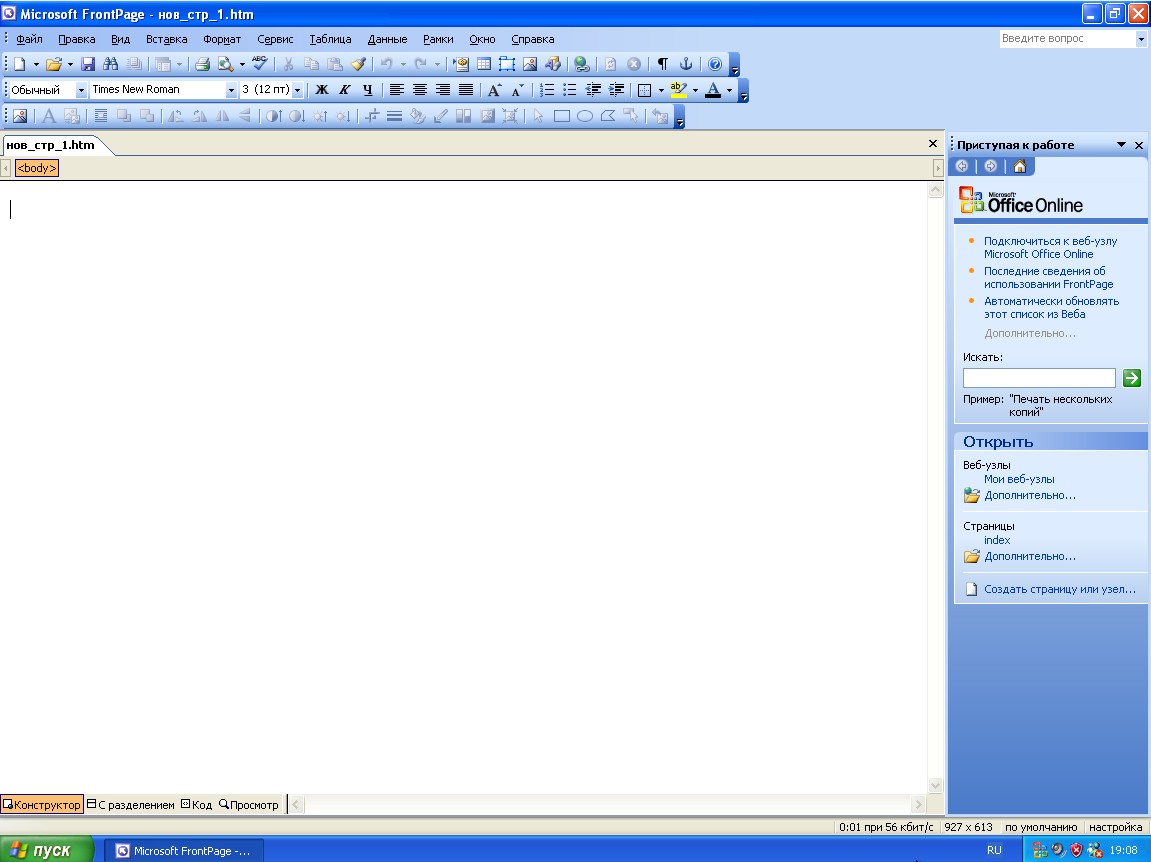 Microsoft FrontPage - нов_стр_1.htm
Файл Правка Вид Вставка Формат Сервис Таблица Данные Рамки Окно Справка Введите вопрос
ABC
Обычный Times New Roman 3 (12 пт) Ж К Ч A A ab A
A
нов_стр_1.htm
<body>
Приступая к работе
Microsoft
Office Online
Подключиться к веб-узлу
Microsoft Office Online
Последние сведения об
использовании FrontPage
Автоматически обновлять
этот список из Веба
Дополнительно...
Искать:
Пример: "Печать нескольких
копий"
Открыть
Веб-узлы
Мои веб-узлы
Дополнительно...
Страницы
index
Дополнительно...
Создать страницу или узел...
Конструктор С разделением Код Просмотр
0:01 при 56 кбит/с 927 x 613 по умолчанию настройка
пуск Microsoft FrontPage -... RU 19:08